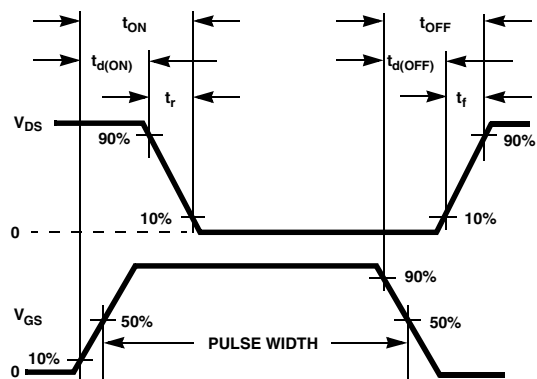 tON
tOFF
td(ON)
td(OFF)
tr
tf
VDS
90%
90%
10%
10%
0
90%
VGS
50%
50%
PULSE WIDTH
10%
0